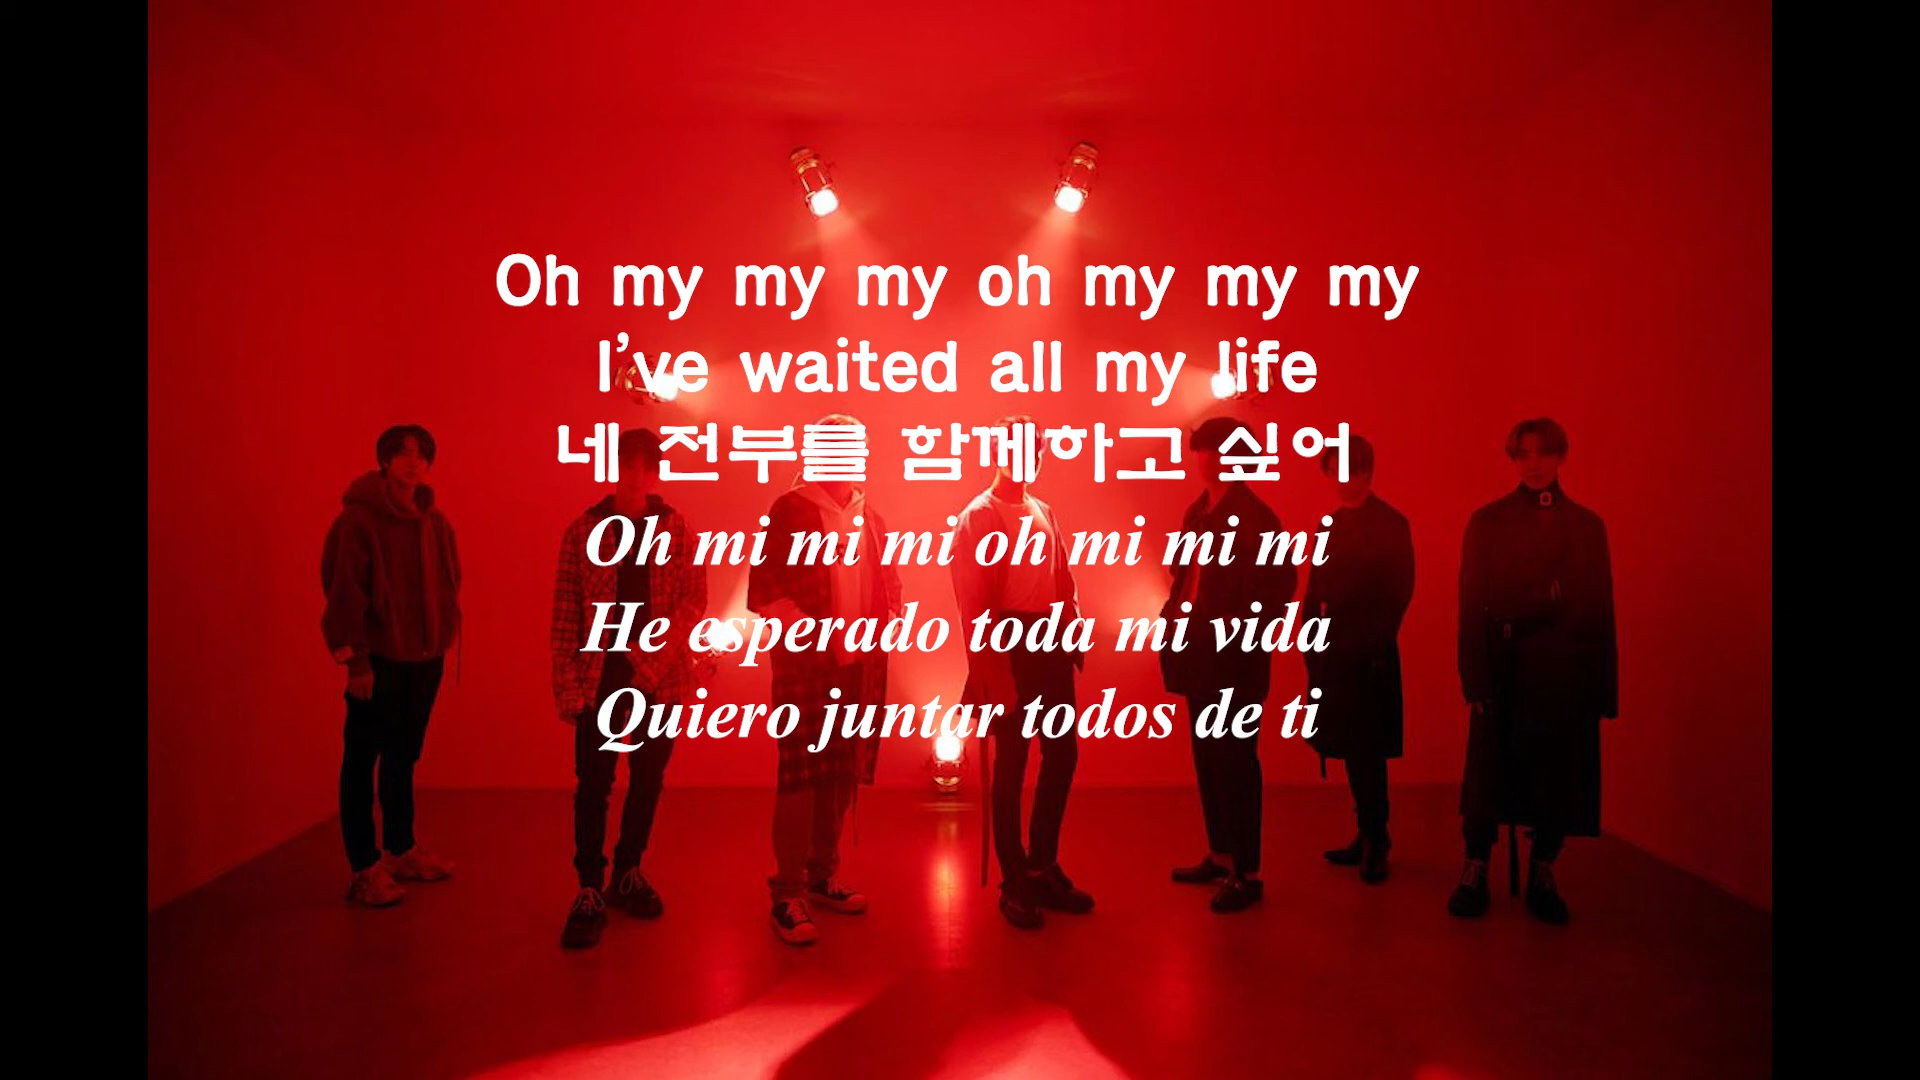 Oh my my my oh my my my
I've waited all my life
네 전부를 함께하고 싶어
Oh mi mi mi oh mi mi mi
He esperado toda mi vida
Quiero juntar todos de ti